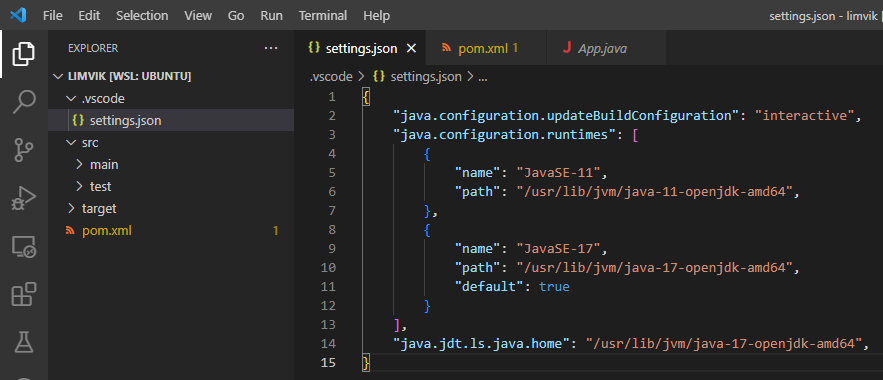 File Edit Selection View Go Run Terminal Help settings.json - limvik [
EXPLORER ...
settings.json pom.xml 1 App.java
LIMVIK [WSL: UBUNTU]
.vscode
settings.json
src
main
test
target
pom.xml 1
.vscode > {} settings.json > ...
1 {
2 "java.configuration.updateBuildConfiguration": "interactive",
3 "java.configuration.runtimes": [
4 {
5 "name": "JavaSE-11",
6 "path": "/usr/lib/jvm/java-11-openjdk-amd64",
7 },
8 {
9 "name": "JavaSE-17",
10 "path": "/usr/lib/jvm/java-17-openjdk-amd64",
11 "default": true
12 }
13 ],
14 "java.jdt.ls.java.home": "/usr/lib/jvm/java-17-openjdk-amd64",
15 }